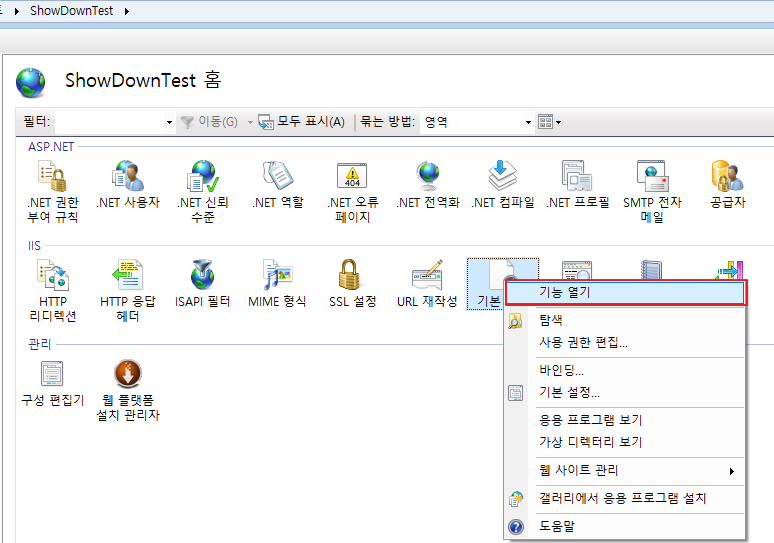 ShowDownTest
ShowDownTest 홈
필터:
이동(G)
모두 표시(A)
묶는 방법:
영역
ASP.NET
.NET 권한
부여 규칙
.NET 사용자
.NET 신뢰
수준
.NET 역할
404
.NET 오류
페이지
.NET 전역화
.NET 컴파일
.NET 프로필
SMTP 전자
메일
공급자
IIS
HTTP
리디렉션
HTTP 응답
헤더
ISAPI 필터
MIME 형식
SSL 설정
URL 재작성
기본
기능 열기
탐색
사용 권한 편집...
바인딩...
기본 설정...
응용 프로그램 보기
가상 디렉터리 보기
웹 사이트 관리
갤러리에서 응용 프로그램 설치
도움말
관리
구성 편집기
웹 플랫폼
설치 관리자